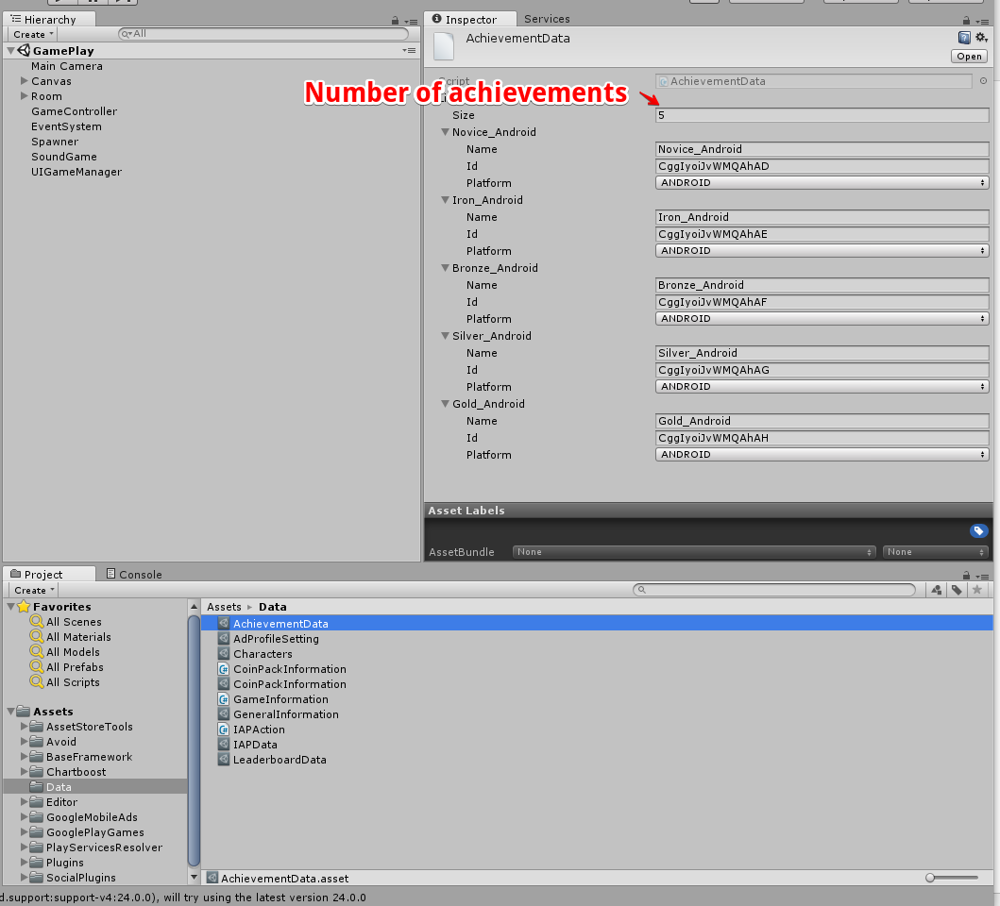 Hierarchy
Create
All
GamePlay
Main Camera
Canvas
Room
GameController
EventSystem
Spawner
SoundGame
UIGameManager
Inspector
Services
AchievementData
Open
Script
AchievementData
Number of achievements
Size
5
Novice_Android
Name
Novice_Android
Id
CggIyoiJvWMQAhAD
Platform
ANDROID
Iron_Android
Name
Iron_Android
Id
CggIyoiJvWMQAhAE
Platform
ANDROID
Bronze_Android
Name
Bronze_Android
Id
CggIyoiJvWMQAhAF
Platform
ANDROID
Silver_Android
Name
Silver_Android
Id
CggIyoiJvWMQAhAG
Platform
ANDROID
Gold_Android
Name
Gold_Android
Id
CggIyoiJvWMQAhAH
Platform
ANDROID
Asset Labels
AssetBundle
None
None
Project
Console
Create
Favorites
All Scenes
All Materials
All Models
All Prefabs
All Scripts
Assets
AssetStoreTools
Avoid
BaseFramework
Chartboost
Data
Editor
GoogleMobileAds
GooglePlayGames
PlayServicesResolver
Plugins
SocialPlugins
Assets ▸ Data
AchievementData
AdProfileSetting
Characters
CoinPackInformation
CoinPackInformation
GameInformation
GeneralInformation
IAPAction
IAPData
LeaderboardData
AchievementData.asset
d.support:support-v4:24.0.0), will try using the latest version 24.0.0